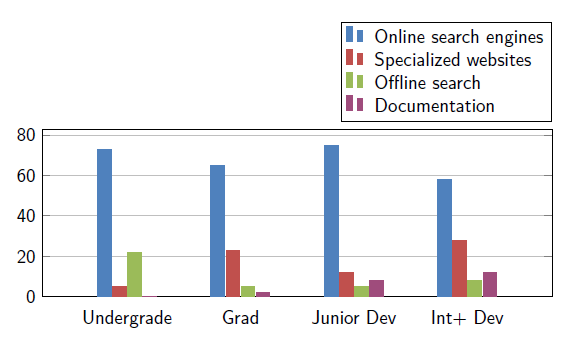 Online search engines
Specialized websites
Offline search
Documentation
80
60
40
20
0
Undergrade Grad Junior Dev Int+ Dev